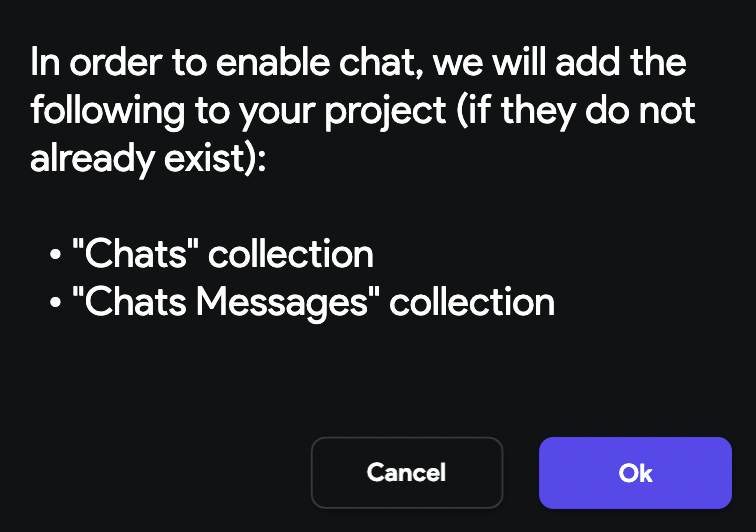 In order to enable chat, we will add the
following to your project (if they do not
already exist):
• "Chats" collection
• "Chats Messages" collection
Cancel
Ok